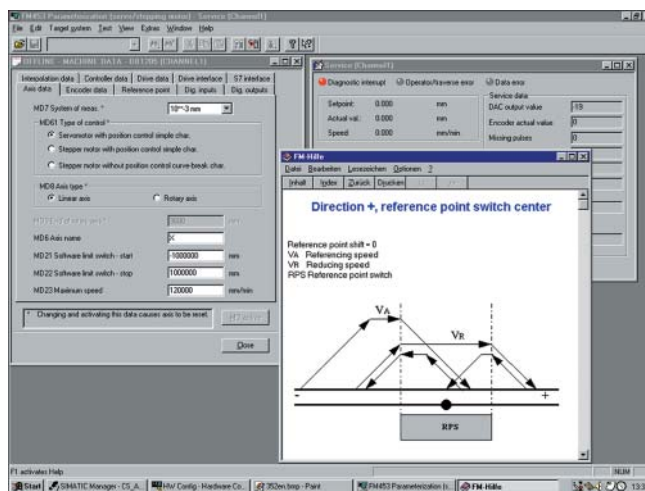 FM453 Parameterization (servo/stepping motor) - Service (Channel1)
File Edit Target system Test View Extras Window Help
OFFLINE - MACHINE DATA - DB1205 (CHANNEL1)
Interpolation data Controller data Drive data Drive interface S7 interface
Axis data Encoder data Reference point Dig. inputs Dig. outputs
MD7 System of meas. * 10**-3 mm
MD61 Type of control *
Servomotor with position control simple char.
Stepper motor with position control simple char.
Stepper motor without position control curve-break char.
MD8 Axis type *
Linear axis Rotary axis
mm
MD6 Axis name X
MD21 Software limit switch - start -1000000 mm
MD22 Software limit switch - stop 1000000 mm
MD23 Maximum speed 120000 mm/min
* Changing and activating this data causes axis to be reset.
Close
Service (Channel1)
Diagnostic interrupt Operator/traverse error Data error
Setpoint: 0.000 mm
Actual val.: 0.000 mm
Speed: 0.000 mm/min
Service data
DAC output value -19
Encoder actual value 0
Missing pulses 0
FM-Hilfe
Datei Bearbeiten Lesezeichen Optionen ?
Inhalt Index Zurück Drucken << >>
Direction +, reference point switch center
Reference point shift = 0
VA Referencing speed
VR Reducing speed
RPS Reference point switch
VA
VR
- +
RPS
F1 activates Help. NUM
Start SIMATIC Manager - CS_A... HW Config - Hardware Co... 352en.bmp - Paint FM453 Parameterization (s... FM-Hilfe